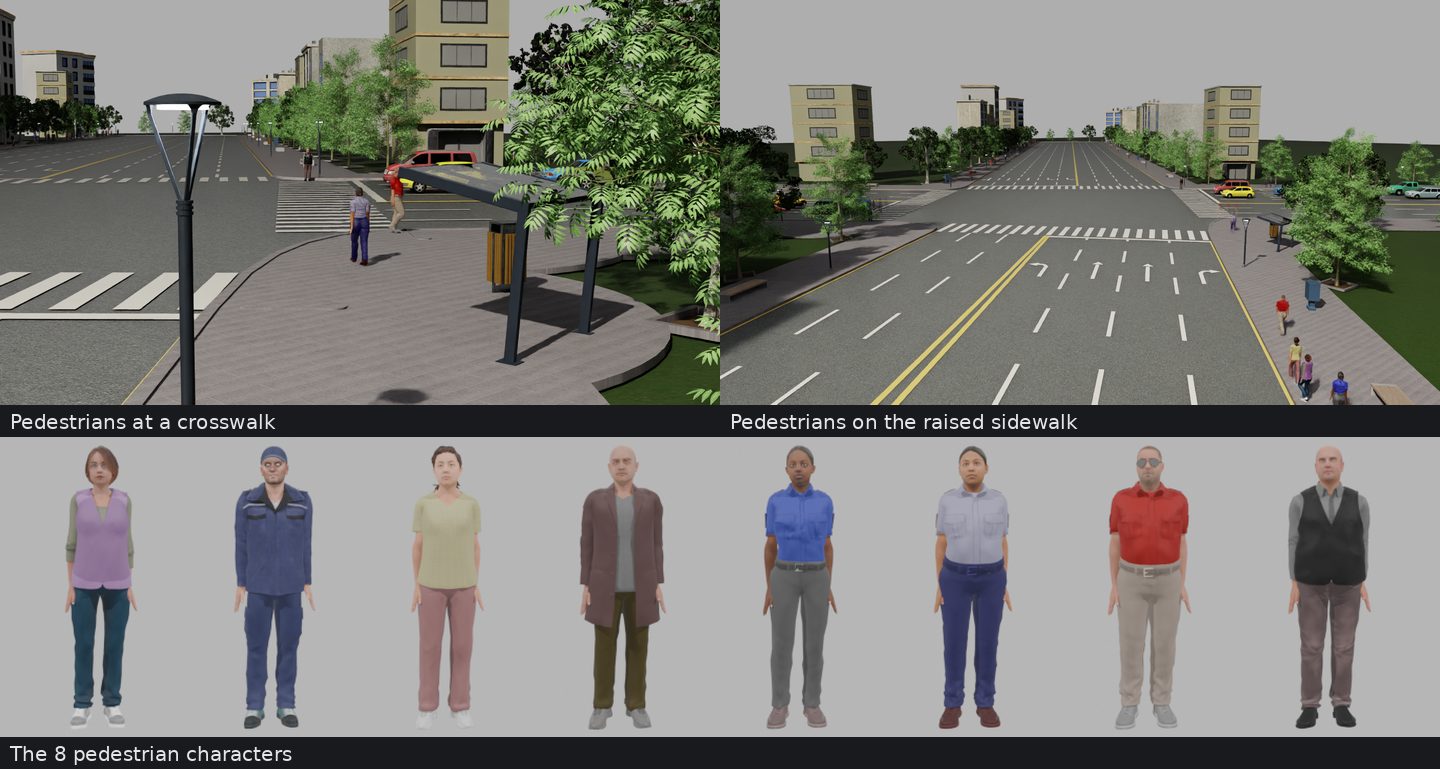 Pedestrians at a crosswalk
Pedestrians on the raised sidewalk
The 8 pedestrian characters